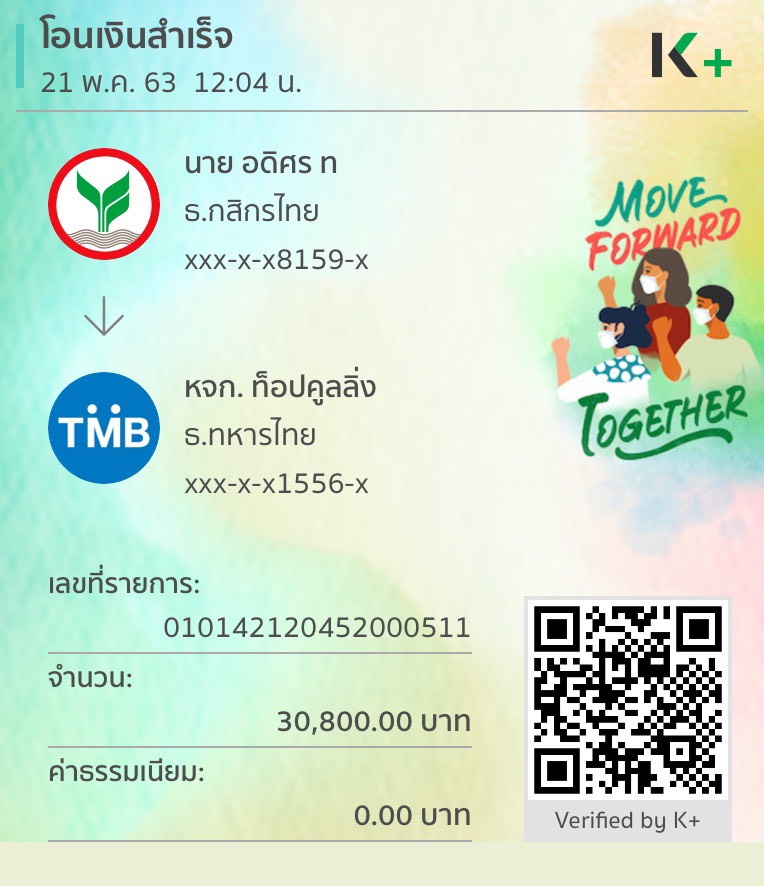 โอนเงินสำเร็จ
21 พ.ค. 63 12:04 น.
K+
นาย อดิศร ท
ธ.กสิกรไทย
xxx-x-x8159-x
MOVE
FORWARD
TOGETHER
TMB
หจก. ท็อปคูลลิ่ง
ธ.ทหารไทย
xxx-x-x1556-x
เลขที่รายการ:
010142120452000511
จำนวน:
30,800.00 บาท
ค่าธรรมเนียม:
0.00 บาท
Verified by K+